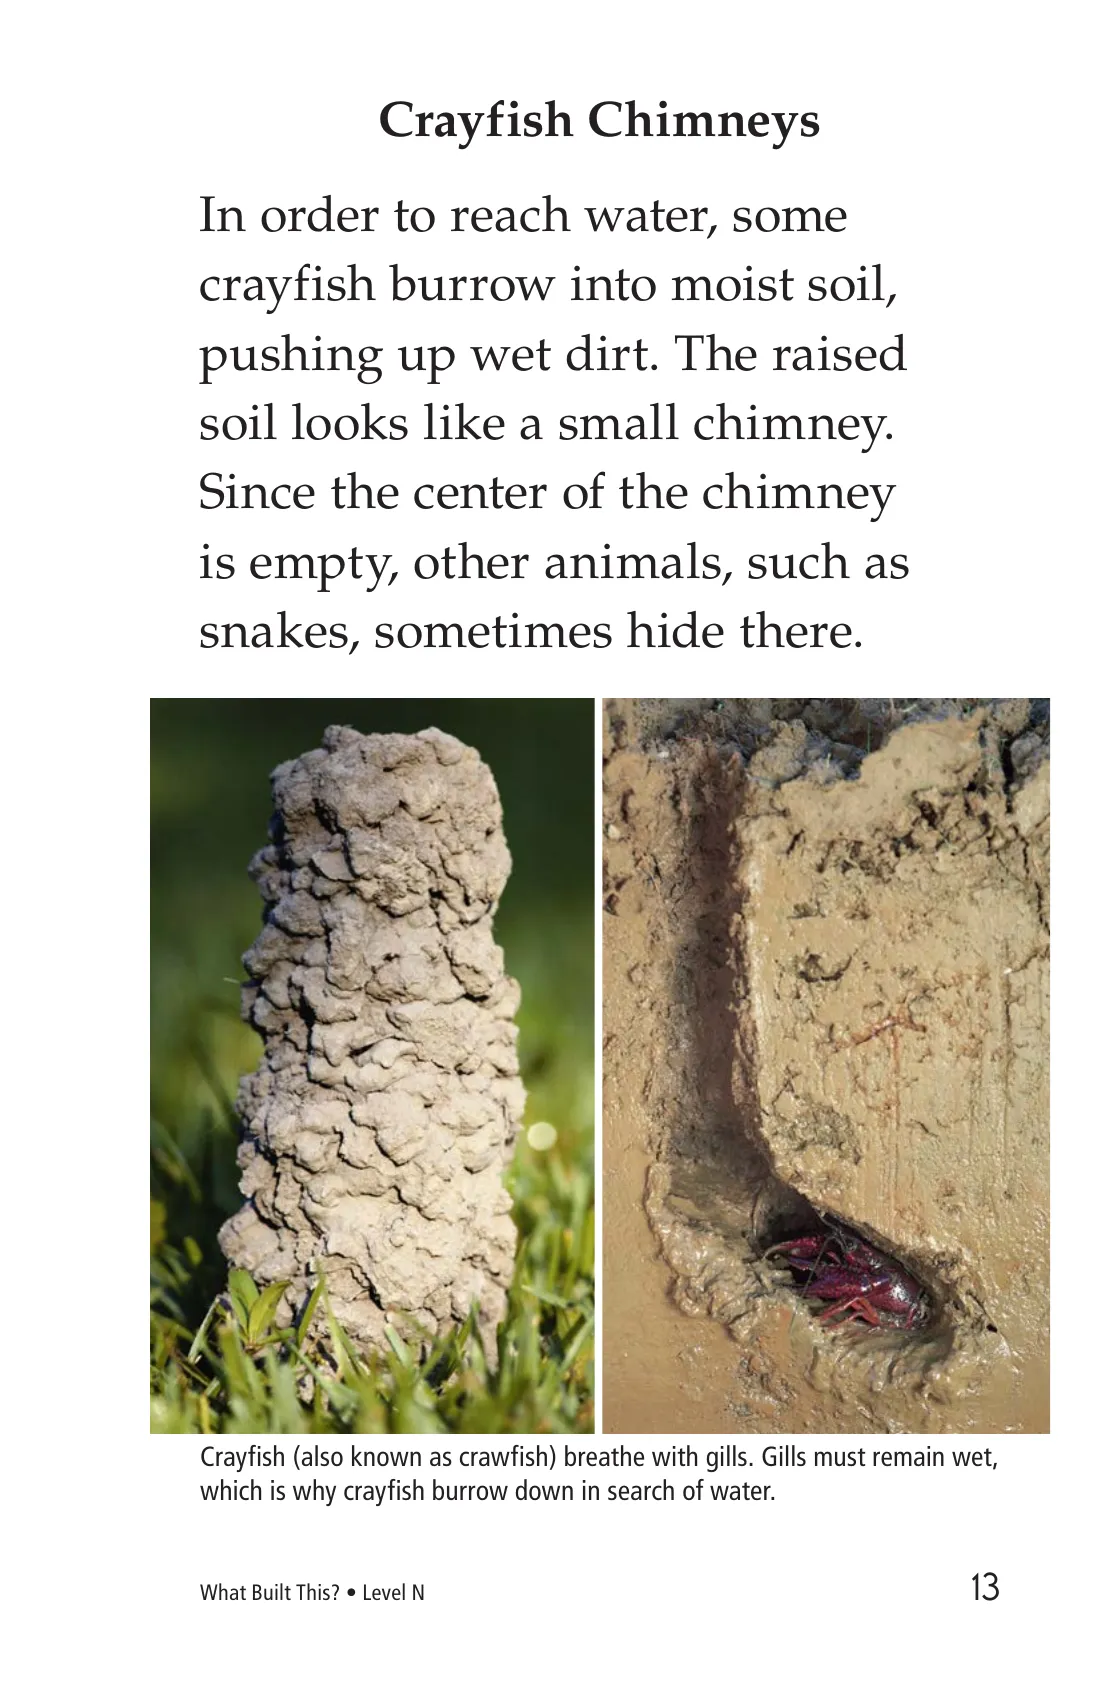 Crayfish Chimneys
In order to reach water, some
crayfish burrow into moist soil,
pushing up wet dirt. The raised
soil looks like a small chimney.
Since the center of the chimney
is empty, other animals, such as
snakes, sometimes hide there.
Crayfish (also known as crawfish) breathe with gills. Gills must remain wet,
which is why crayfish burrow down in search of water.
What Built This? • Level N
13